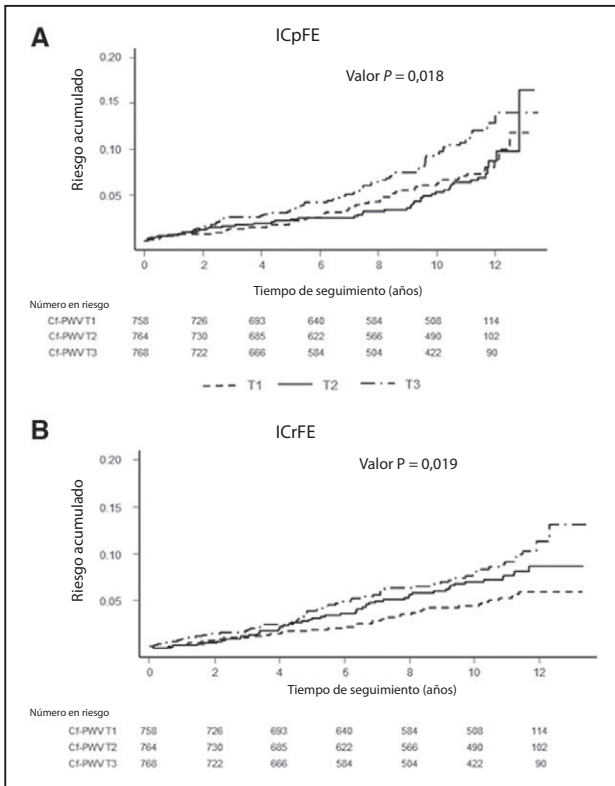 A
ICpFE
Valor P = 0,018
Riesgo acumulado
0.20
0.15
0.10
0.05
0 2 4 6 8 10 12
Tiempo de seguimiento (años)
Número en riesgo
Cf-PWV T1 758 726 693 640 584 508 114
Cf-PWV T2 764 730 685 622 566 490 102
Cf-PWV T3 768 722 666 584 504 422 90
T1 T2 T3
B
ICrFE
Valor P = 0,019
Riesgo acumulado
0.20
0.15
0.10
0.05
0 2 4 6 8 10 12
Tiempo de seguimiento (años)
Número en riesgo
Cf-PWV T1 758 726 693 640 584 508 114
Cf-PWV T2 764 730 685 622 566 490 102
Cf-PWV T3 768 722 666 584 504 422 90